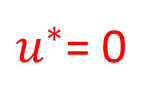 u* = 0